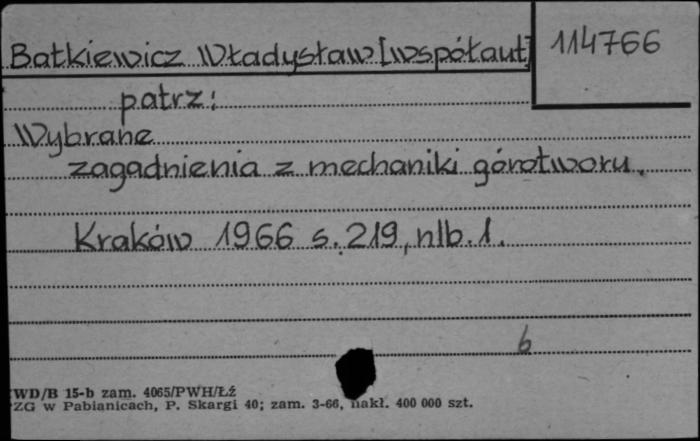 Batkiewicz Władysław [współaut] 114766
patrz:
Wybrane
zagadnienia z mechaniki górotworu.
Kraków 1966 s. 219, nlb. 1.
b
WD/B 15-b zam. 4065/PWH/Łź
ZG w Pabianicach, P. Skargi 40; zam. 3-66, nakł. 400 000 szt.